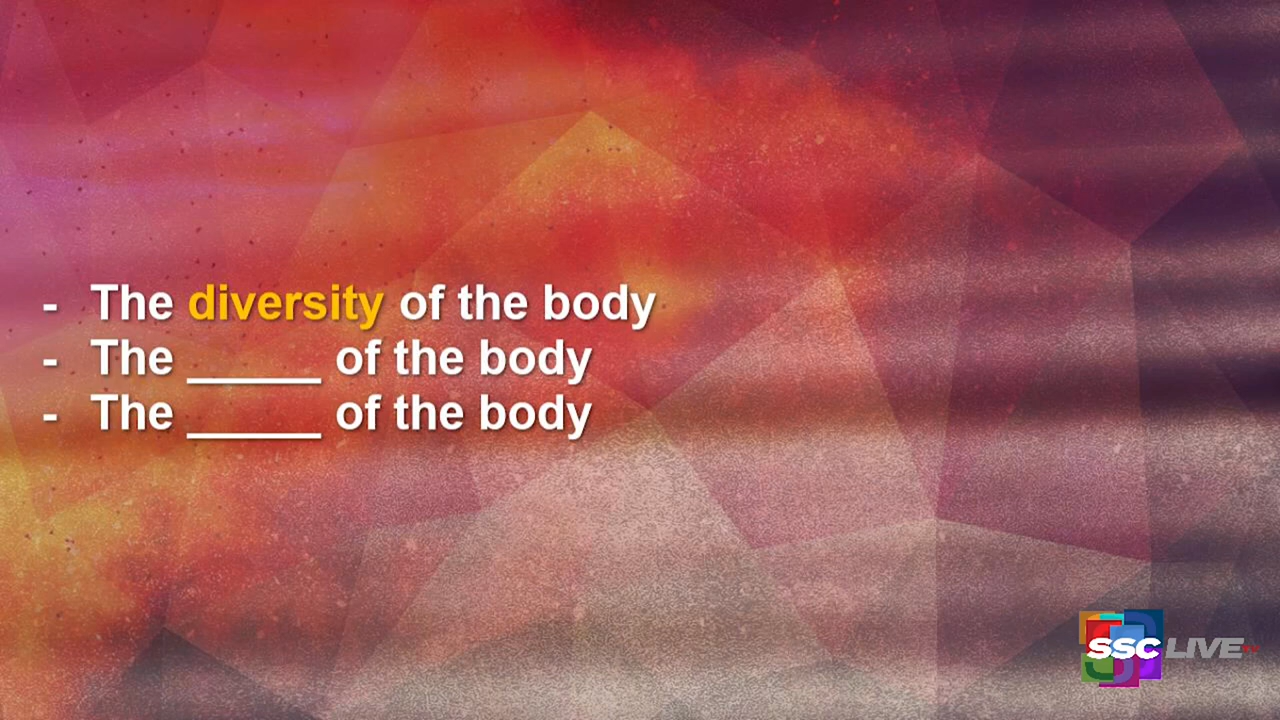 - The diversity of the body
- The _____ of the body
- The _____ of the body
SSC LIVE